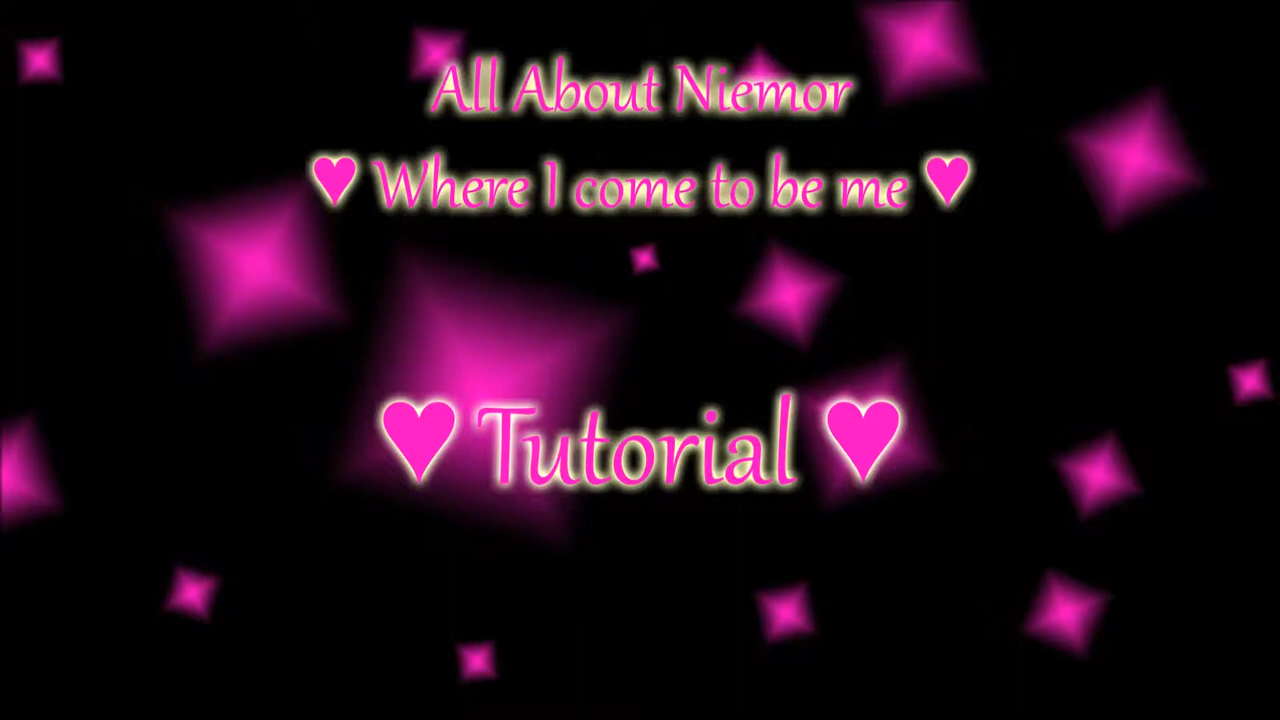 All About Niemor
♥ Where I come to be me ♥
♥ Tutorial ♥